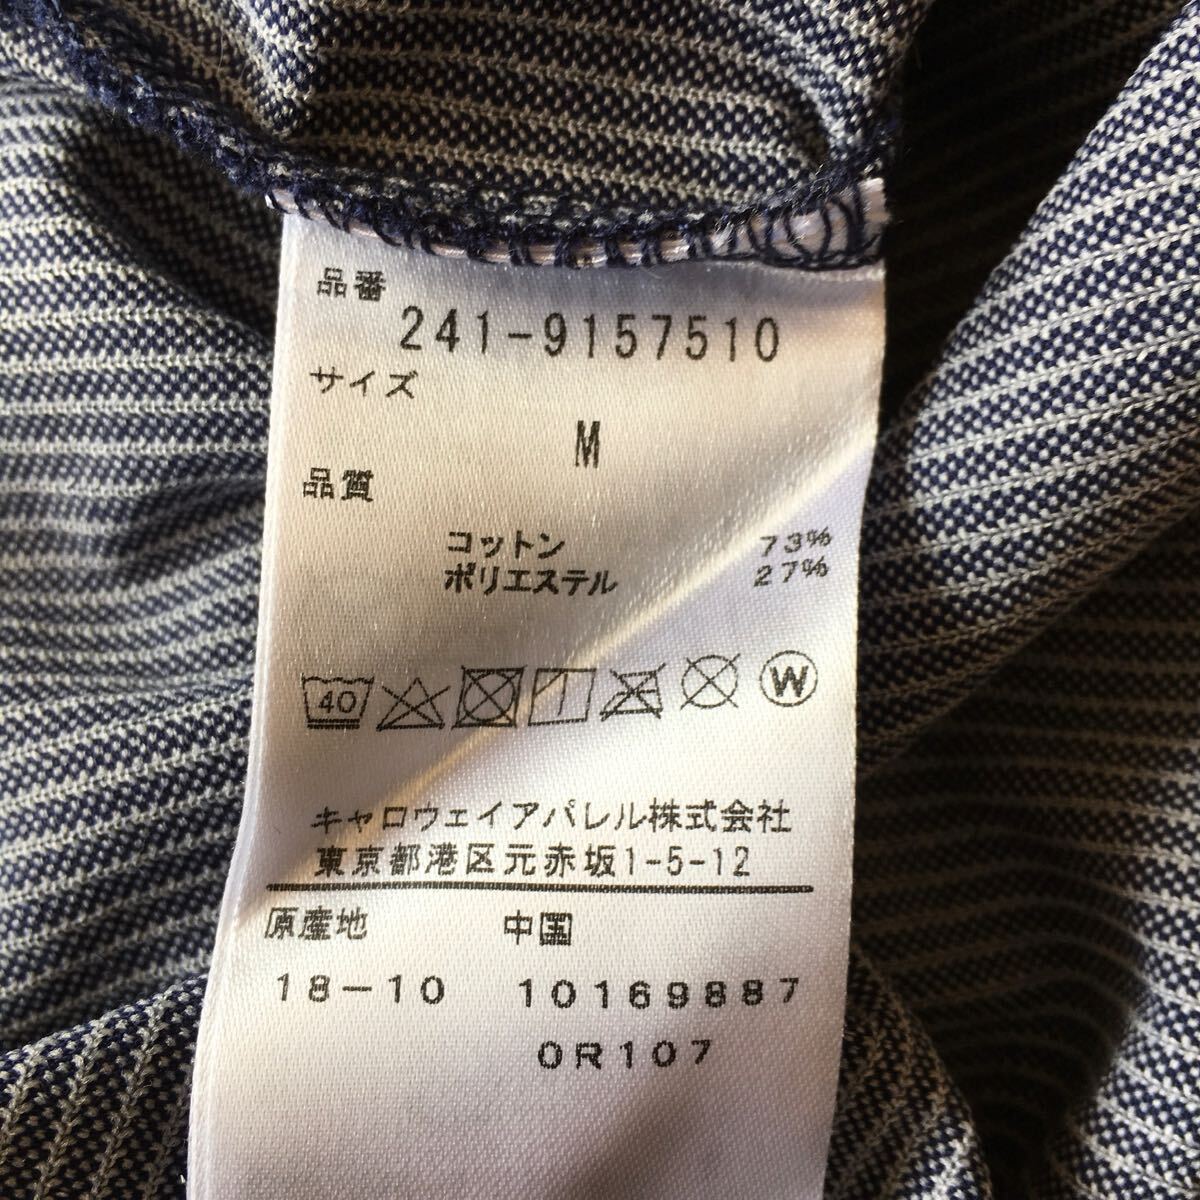 品番
241-9157510
サイズ
M
品質
コットン 73%
ポリエステル 27%
40 W
キャロウェイアパレル株式会社
東京都港区元赤坂1-5-12
原産地 中国
18-10 10169887
0R107